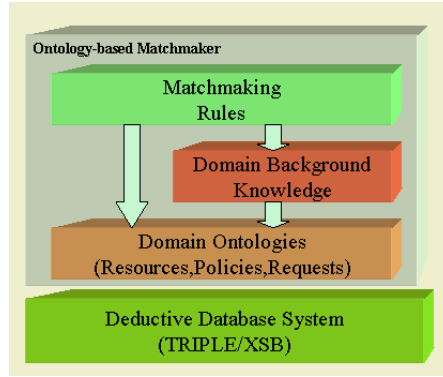 Ontology-based Matchmaker
Matchmaking
Rules
Domain Background
Knowledge
Domain Ontologies
(Resources,Policies,Requests)
Deductive Database System
(TRIPLE/XSB)